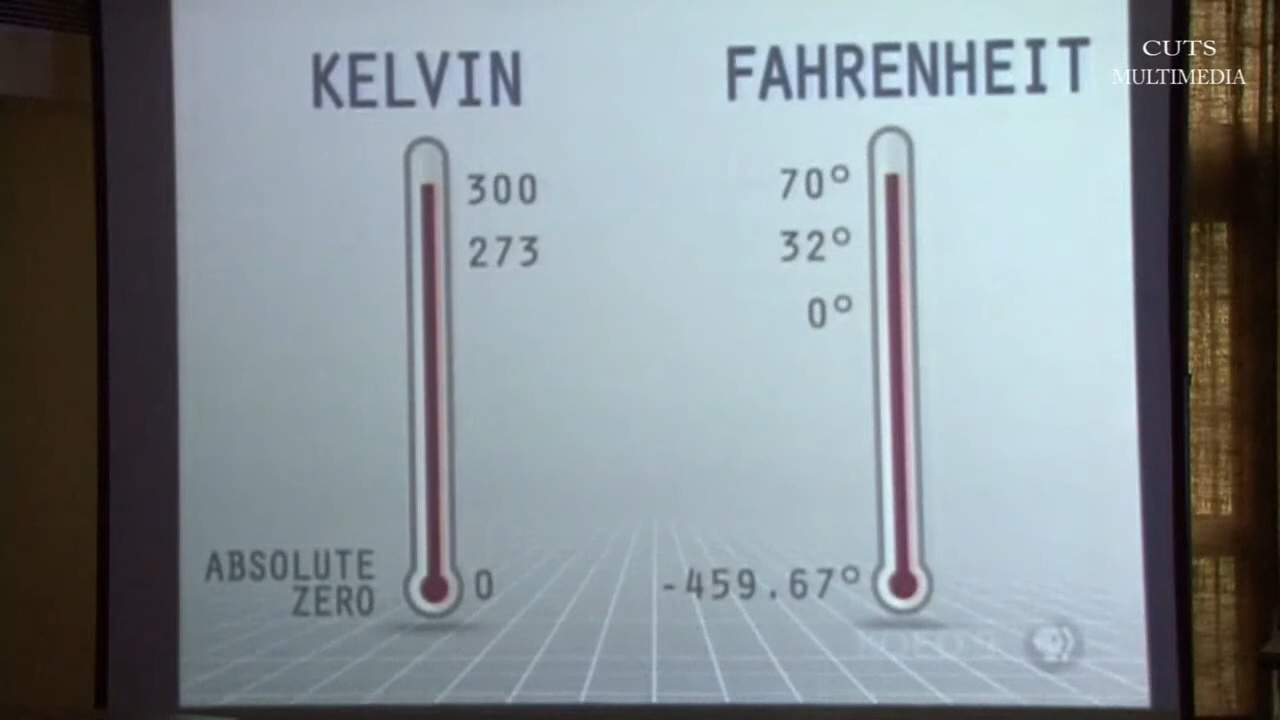 KELVIN
FAHRENHEIT
CUTS
MULTIMEDIA
300
273
70°
32°
0°
ABSOLUTE
ZERO
0
-459.67°